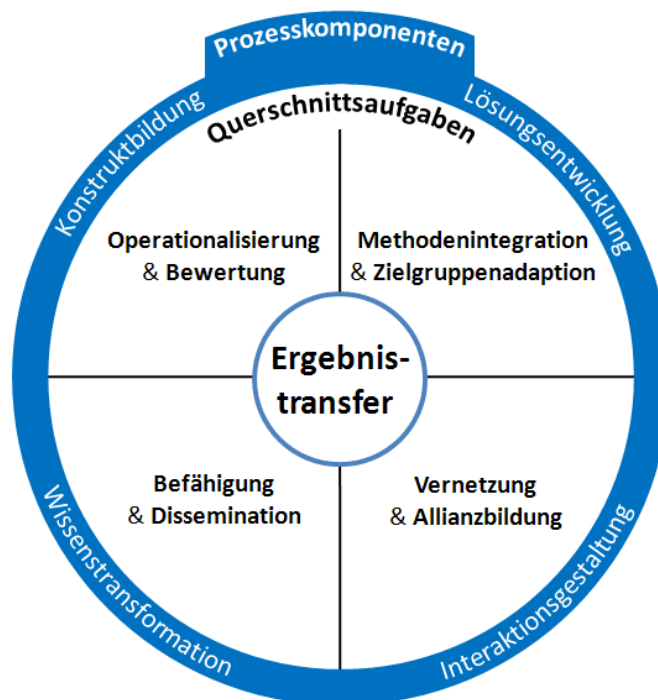 Prozesskomponenten
Konstruktbildung
Lösungsentwicklung
Querschnittsaufgaben
Operationalisierung
& Bewertung
Methodenintegration
& Zielgruppenadaption
Ergebnis-
transfer
Befähigung
& Dissemination
Vernetzung
& Allianzbildung
Wissenstransformation
Interaktionsgestaltung